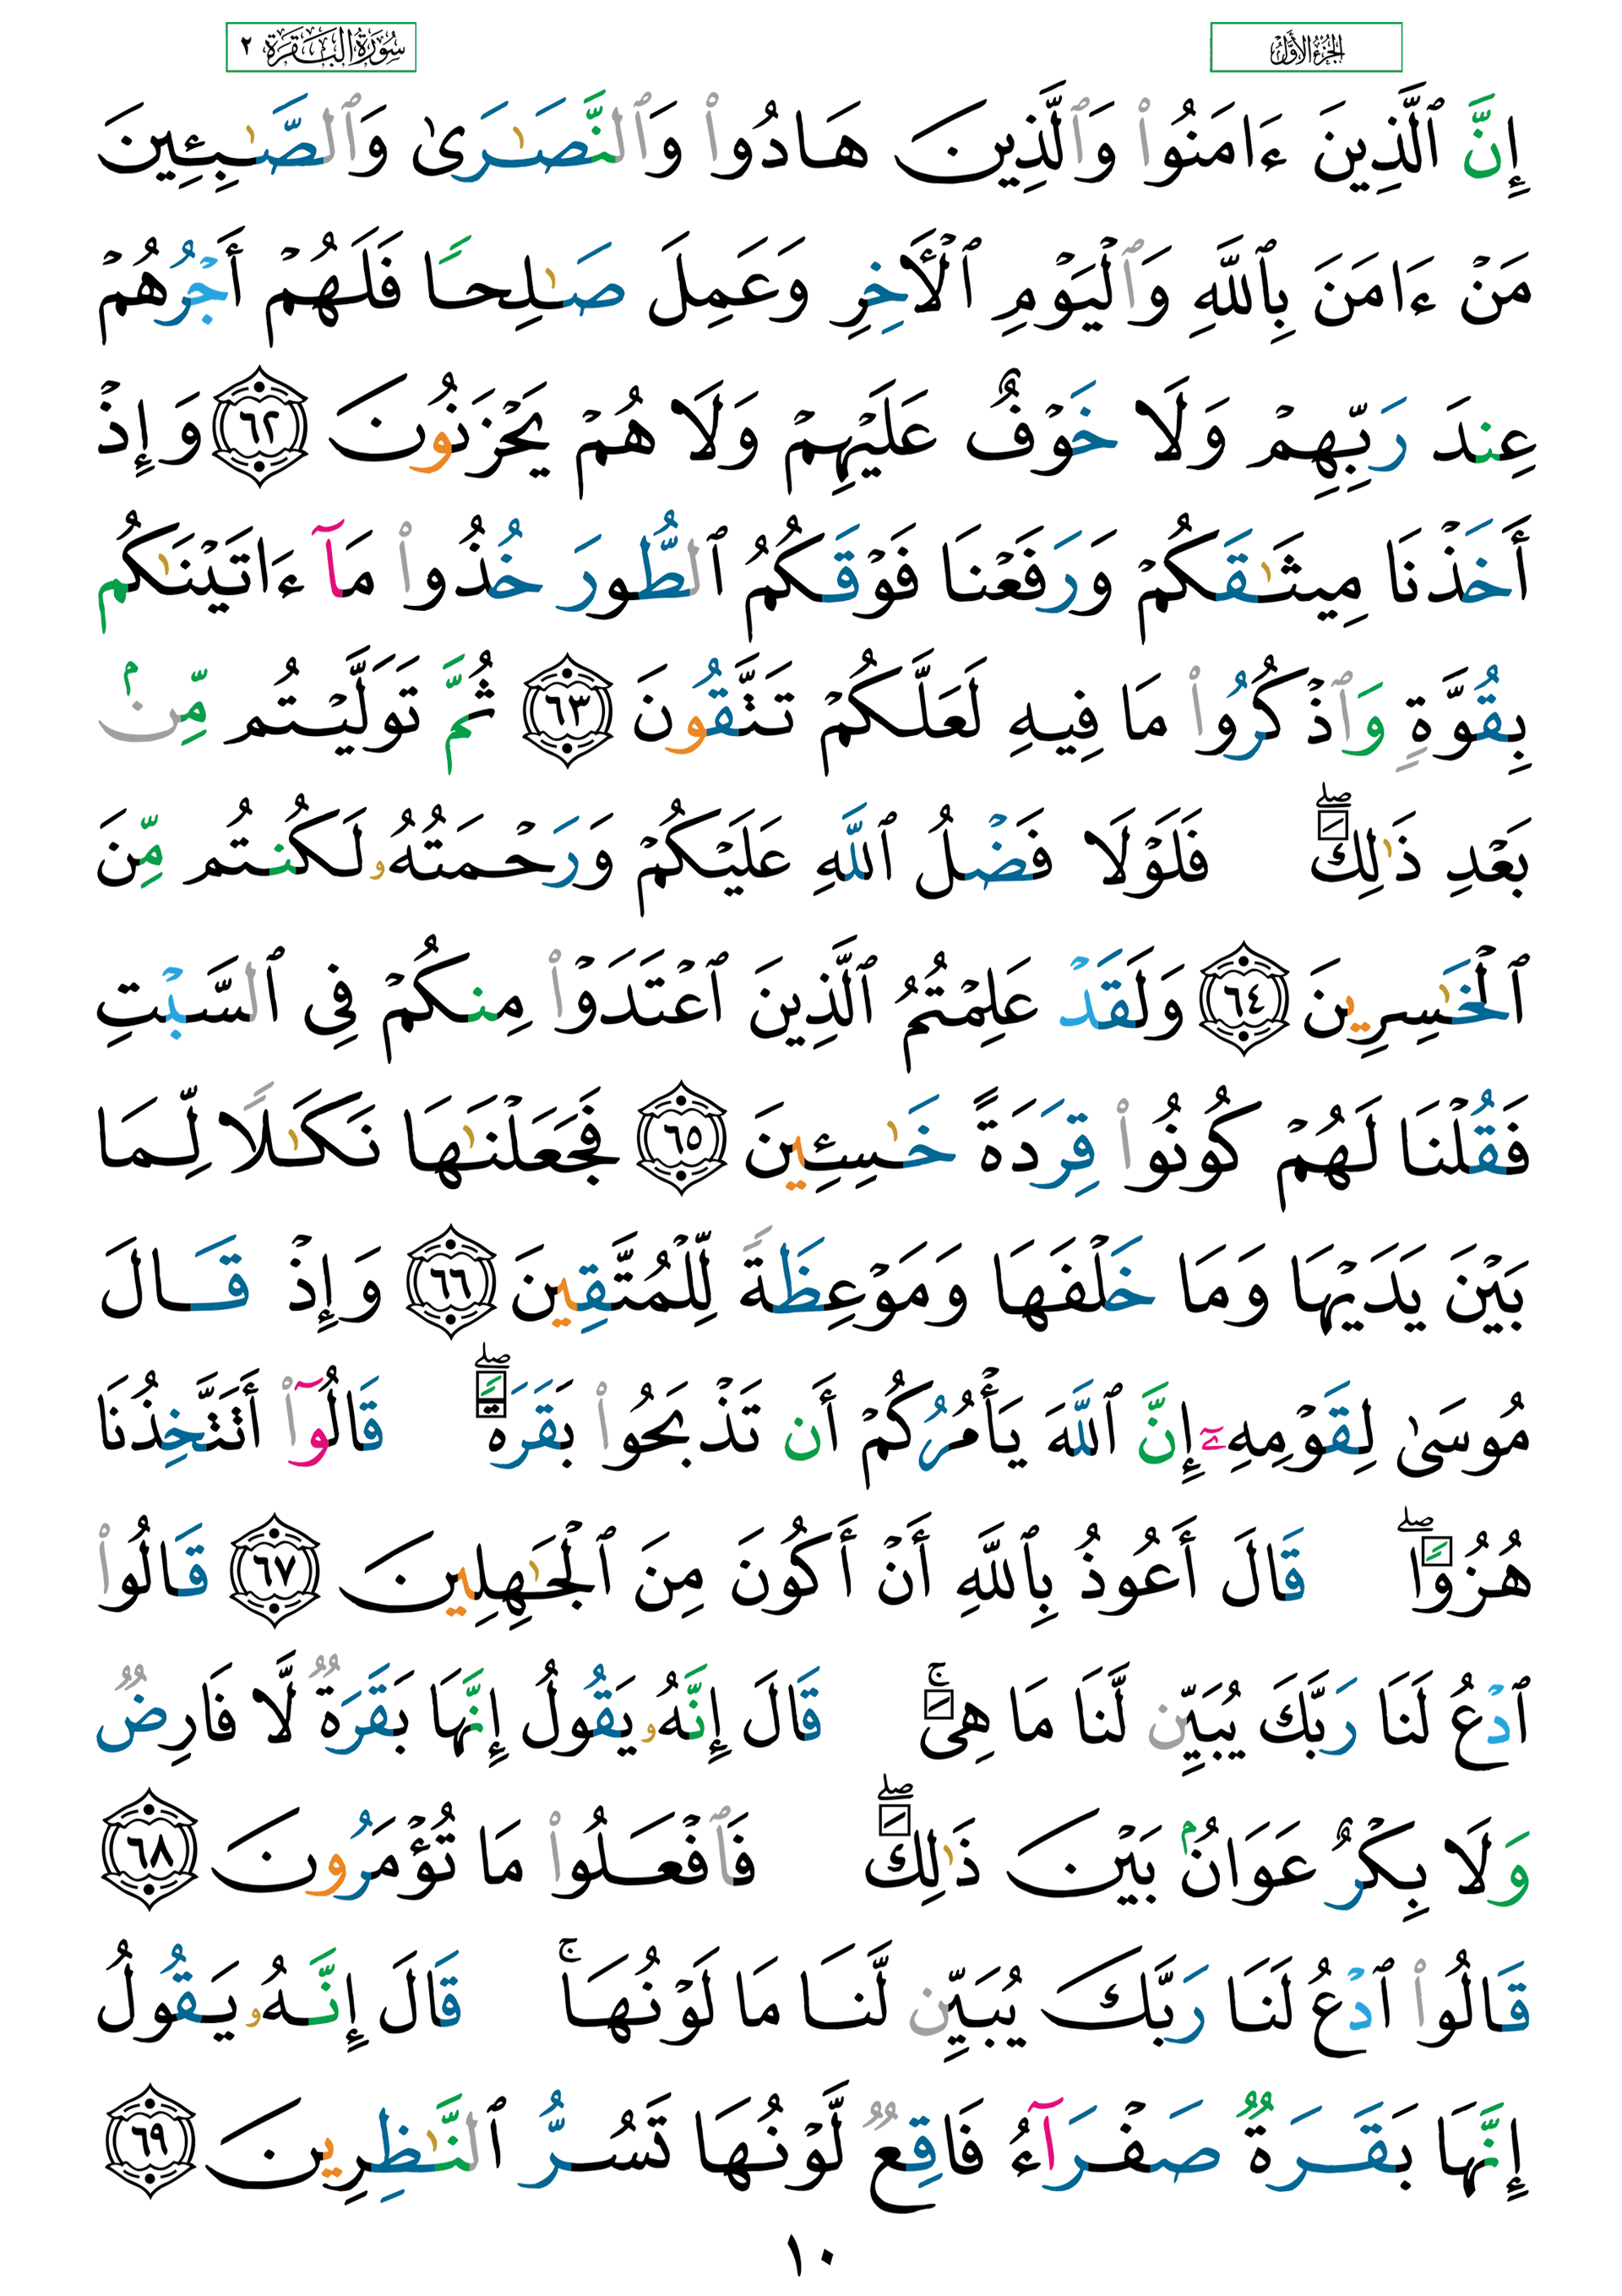 الجزء الأول
سورة البقرة ٢
إِنَّ ٱلَّذِينَ ءَامَنُوا۟ وَٱلَّذِينَ هَادُوا۟ وَٱلنَّصَـٰرَىٰ وَٱلصَّـٰبِـِٔينَ
مَنْ ءَامَنَ بِٱللَّهِ وَٱلْيَوْمِ ٱلْـَٔاخِرِ وَعَمِلَ صَـٰلِحًا فَلَهُمْ أَجْرُهُمْ
عِندَ رَبِّهِمْ وَلَا خَوْفٌ عَلَيْهِمْ وَلَا هُمْ يَحْزَنُونَ ٦٢ وَإِذْ
أَخَذْنَا مِيثَـٰقَكُمْ وَرَفَعْنَا فَوْقَكُمُ ٱلطُّورَ خُذُوا۟ مَآ ءَاتَيْنَـٰكُم
بِقُوَّةٍ وَٱذْكُرُوا۟ مَا فِيهِ لَعَلَّكُمْ تَتَّقُونَ ٦٣ ثُمَّ تَوَلَّيْتُم مِّنۢ
بَعْدِ ذَٰلِكَ ۖ فَلَوْلَا فَضْلُ ٱللَّهِ عَلَيْكُمْ وَرَحْمَتُهُۥ لَكُنتُم مِّنَ
ٱلْخَـٰسِرِينَ ٦٤ وَلَقَدْ عَلِمْتُمُ ٱلَّذِينَ ٱعْتَدَوْا۟ مِنكُمْ فِى ٱلسَّبْتِ
فَقُلْنَا لَهُمْ كُونُوا۟ قِرَدَةً خَـٰسِـِٔينَ ٦٥ فَجَعَلْنَـٰهَا نَكَـٰلًا لِّمَا
بَيْنَ يَدَيْهَا وَمَا خَلْفَهَا وَمَوْعِظَةً لِّلْمُتَّقِينَ ٦٦ وَإِذْ قَالَ
مُوسَىٰ لِقَوْمِهِۦٓ إِنَّ ٱللَّهَ يَأْمُرُكُمْ أَن تَذْبَحُوا۟ بَقَرَةً ۖ قَالُوٓا۟ أَتَتَّخِذُنَا
هُزُوًا ۖ قَالَ أَعُوذُ بِٱللَّهِ أَنْ أَكُونَ مِنَ ٱلْجَـٰهِلِينَ ٦٧ قَالُوا۟
ٱدْعُ لَنَا رَبَّكَ يُبَيِّن لَّنَا مَا هِىَ ۚ قَالَ إِنَّهُۥ يَقُولُ إِنَّهَا بَقَرَةٌ لَّا فَارِضٌ
وَلَا بِكْرٌ عَوَانٌۢ بَيْنَ ذَٰلِكَ ۖ فَٱفْعَلُوا۟ مَا تُؤْمَرُونَ ٦٨
قَالُوا۟ ٱدْعُ لَنَا رَبَّكَ يُبَيِّن لَّنَا مَا لَوْنُهَا ۚ قَالَ إِنَّهُۥ يَقُولُ
إِنَّهَا بَقَرَةٌ صَفْرَآءُ فَاقِعٌ لَّوْنُهَا تَسُرُّ ٱلنَّـٰظِرِينَ ٦٩
١٠